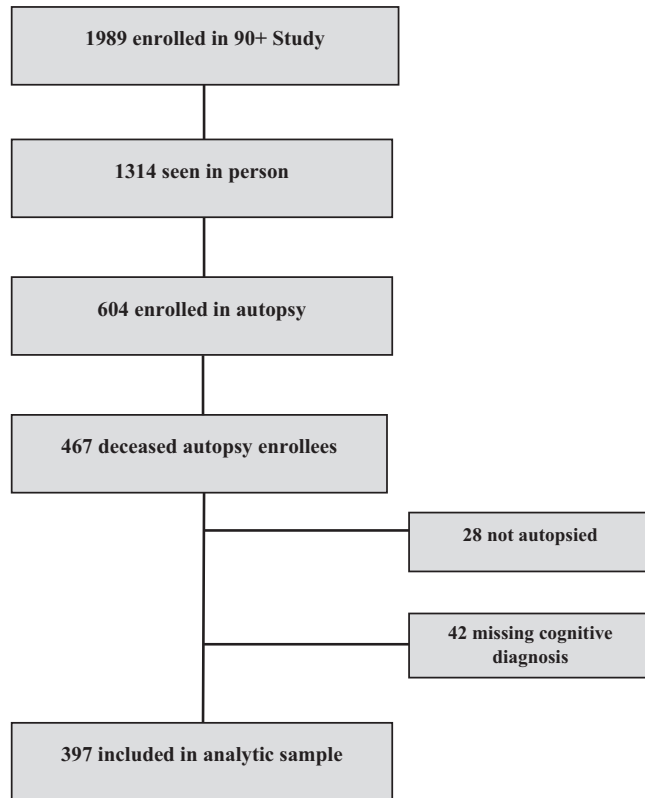 1989 enrolled in 90+ Study
1314 seen in person
604 enrolled in autopsy
467 deceased autopsy enrollees
28 not autopsied
42 missing cognitive
diagnosis
397 included in analytic sample